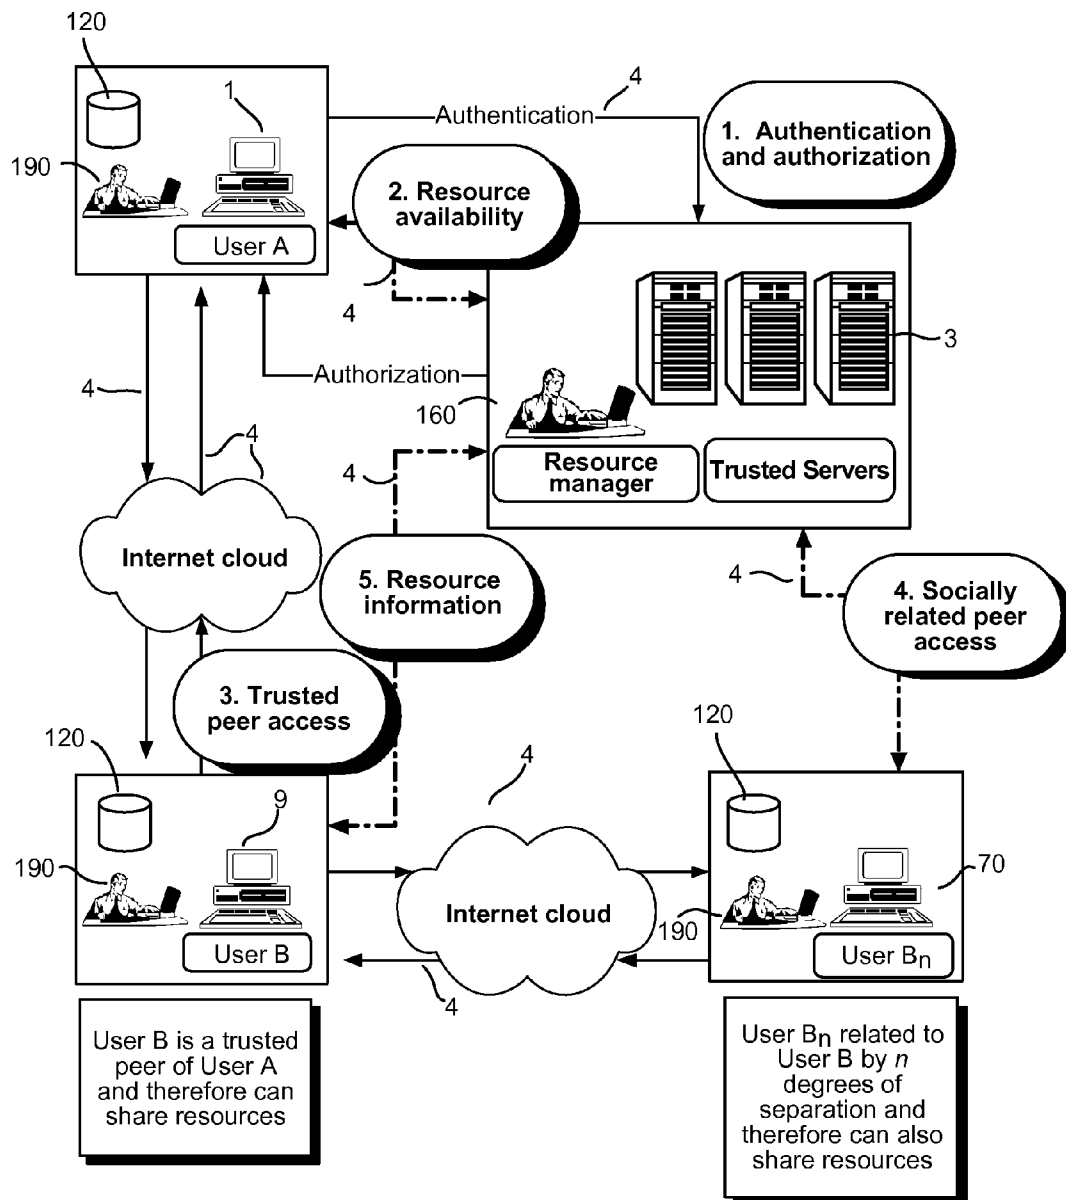 120
1
4
Authentication
1. Authentication
and authorization
190
2. Resource
availability
User A
4
3
4
Authorization
160
4
4
Resource
manager
Trusted Servers
Internet cloud
5. Resource
information
4
4. Socially
related peer
access
3. Trusted
peer access
120
120
4
9
190
70
Internet cloud
190
User B
User Bn
4
User B is a trusted
peer of User A
and therefore can
share resources
User Bn related to
User B by n
degrees of
separation and
therefore can also
share resources